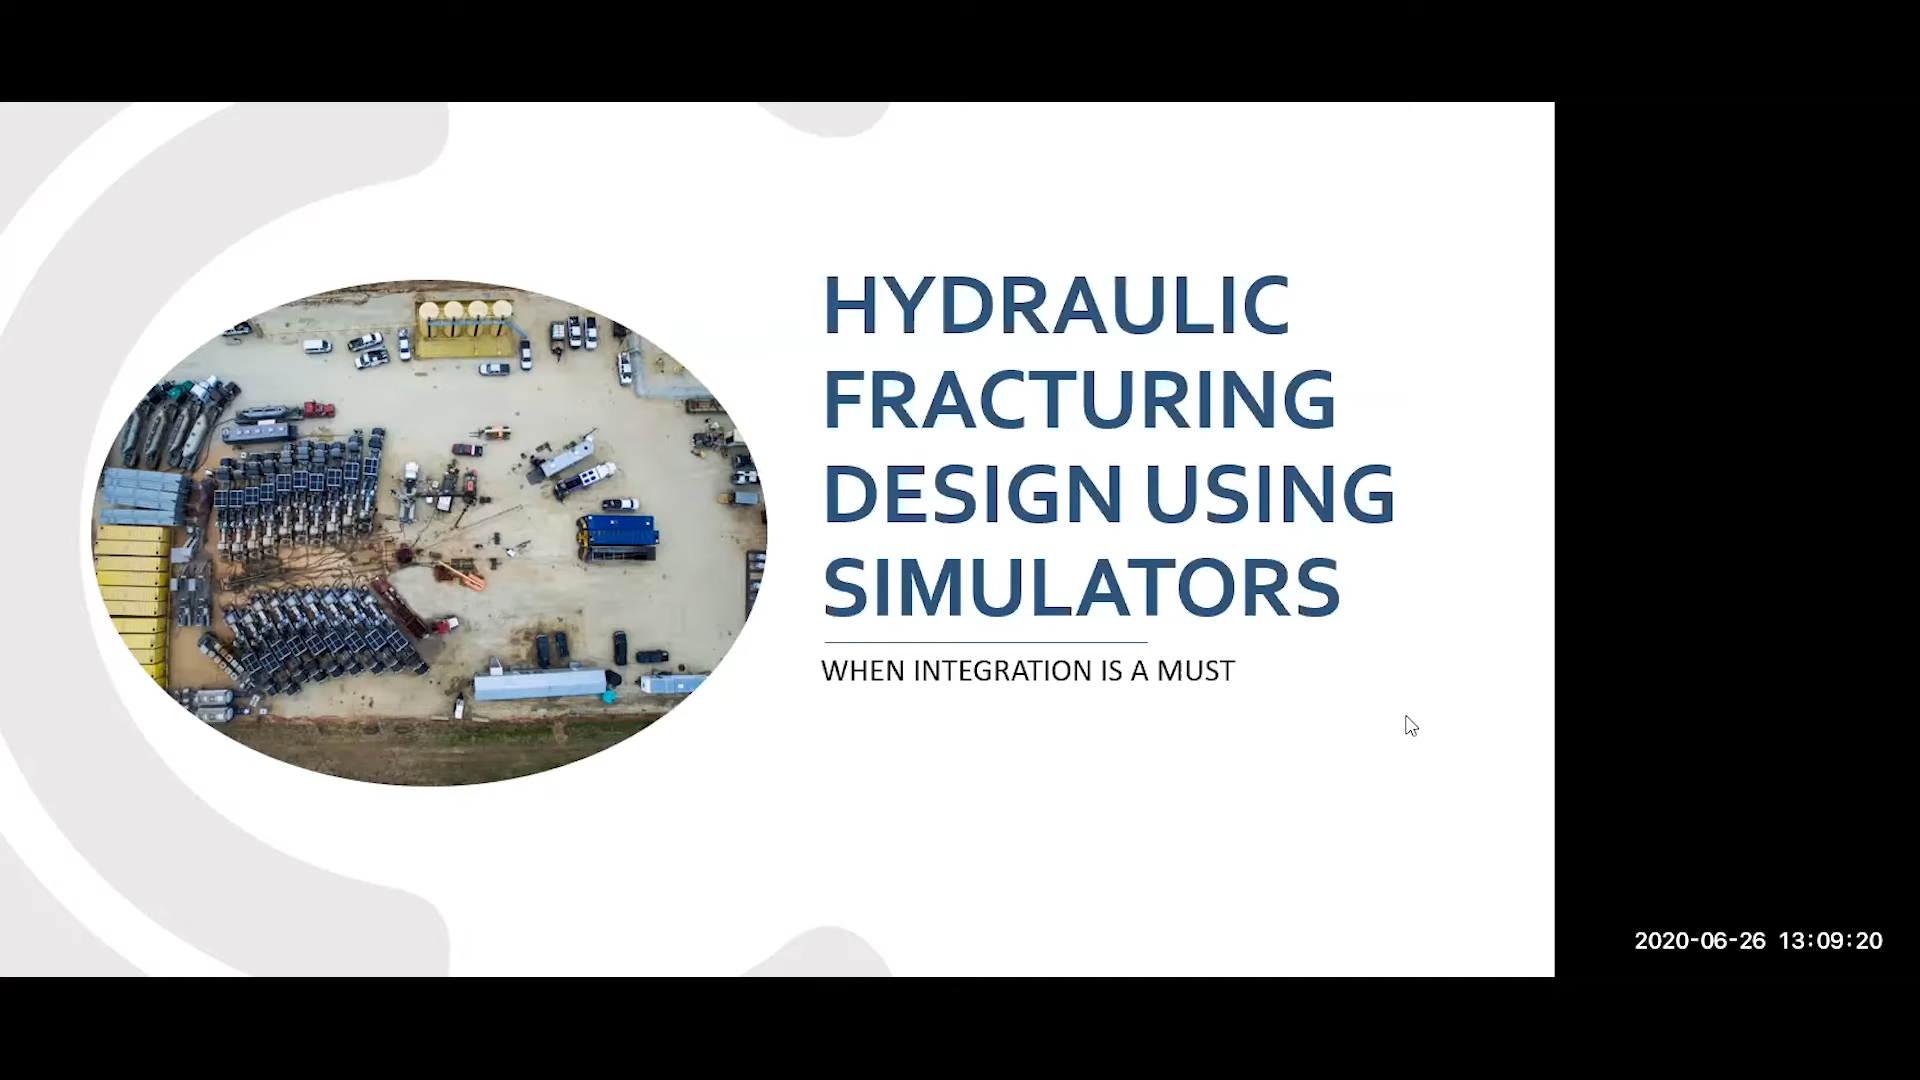 HYDRAULIC
FRACTURING
DESIGN USING
SIMULATORS
WHEN INTEGRATION IS A MUST
2020-06-26 13:09:20